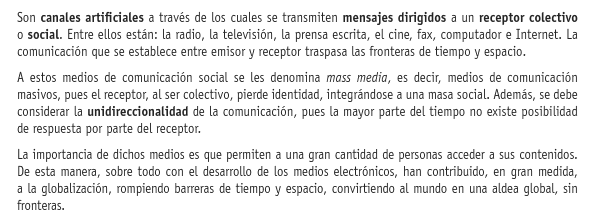 Son canales artificiales a través de los cuales se transmiten mensajes dirigidos a un receptor colectivo
o social. Entre ellos están: la radio, la televisión, la prensa escrita, el cine, fax, computador e Internet. La
comunicación que se establece entre emisor y receptor traspasa las fronteras de tiempo y espacio.
A estos medios de comunicación social se les denomina mass media, es decir, medios de comunicación
masivos, pues el receptor, al ser colectivo, pierde identidad, integrándose a una masa social. Además, se debe
considerar la unidireccionalidad de la comunicación, pues la mayor parte del tiempo no existe posibilidad
de respuesta por parte del receptor.
La importancia de dichos medios es que permiten a una gran cantidad de personas acceder a sus contenidos.
De esta manera, sobre todo con el desarrollo de los medios electrónicos, han contribuido, en gran medida,
a la globalización, rompiendo barreras de tiempo y espacio, convirtiendo al mundo en una aldea global, sin
fronteras.